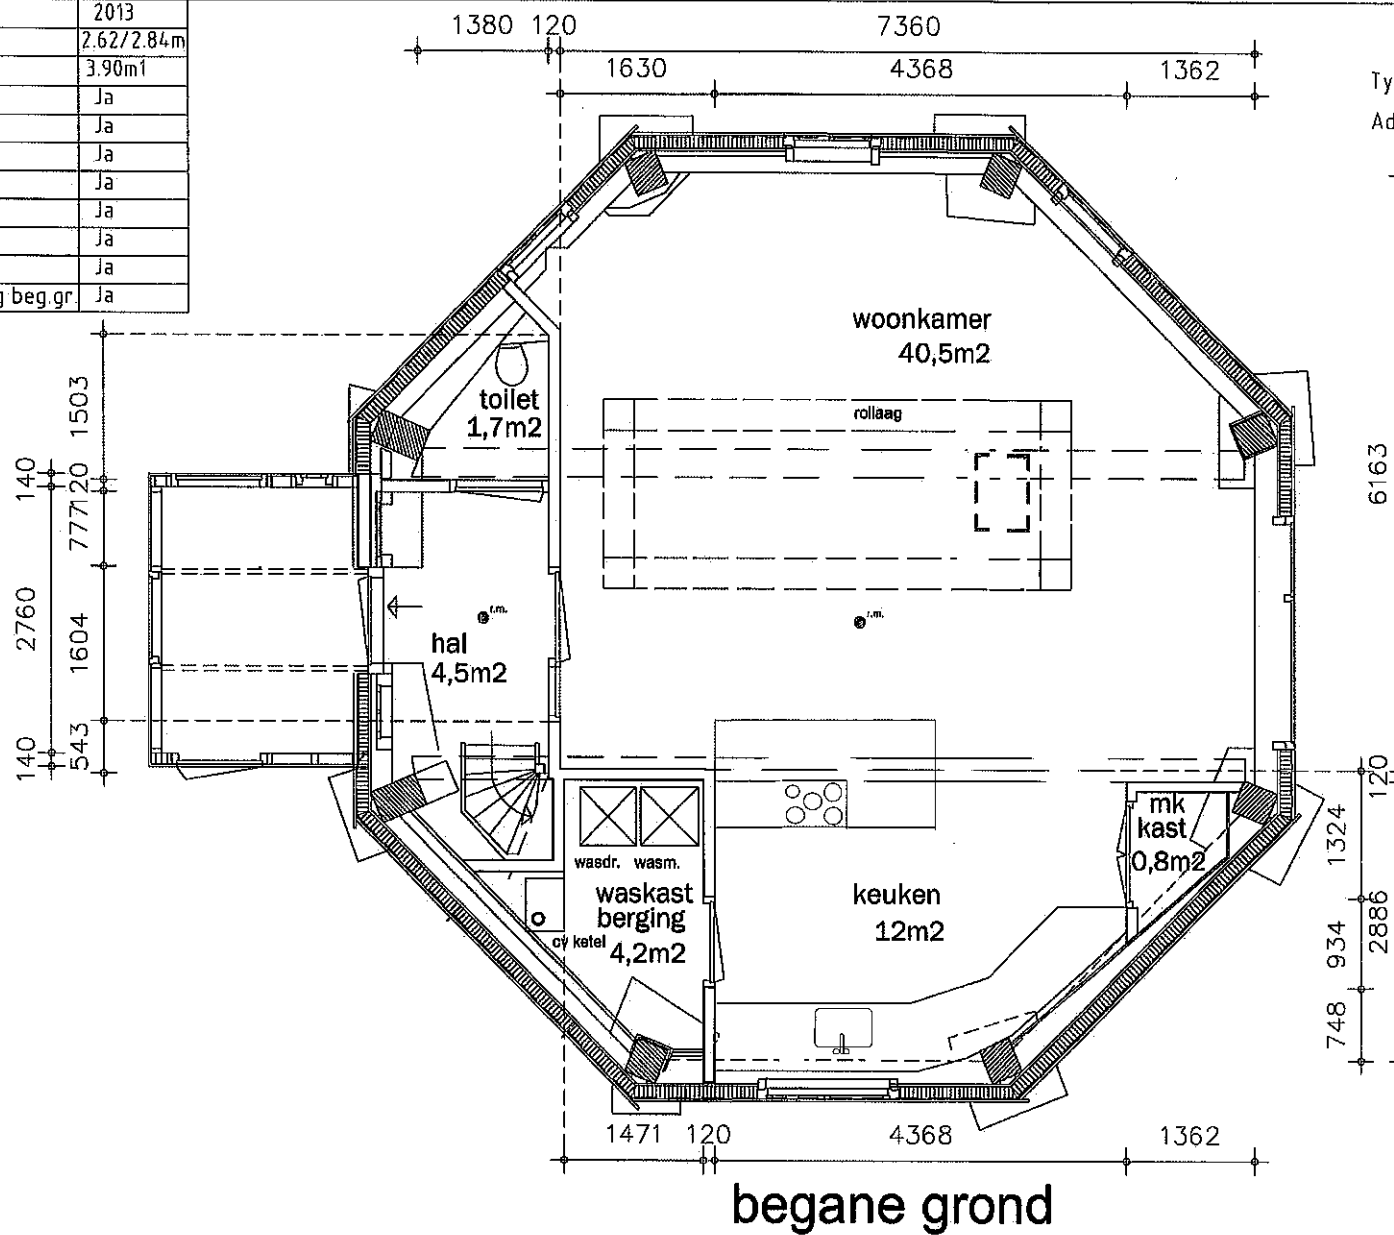 2013
2.62/2.84m
3.90m1
Ja
Ja
Ja
Ja
Ja
Ja
Ja
g beg.gr. Ja
1380 120 7360
1630 4368 1362
Ty
Ad
woonkamer
40,5m2
rollaag
toilet
1,7m2
1503
140
120
777
2760
1604
140
543
6163
r.m.
r.m.
hal
4,5m2
wasdr. wasm.
waskast
berging
cv ketel 4,2m2
keuken
12m2
mk
kast
0,8m2
120
1324
2886
934
748
1471 120 4368 1362
begane grond